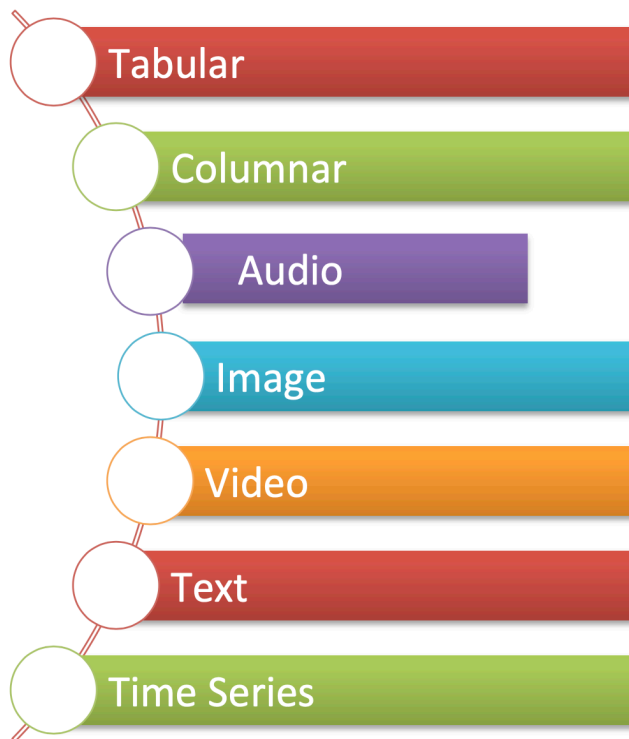 Tabular
Columnar
Audio
Image
Video
Text
Time Series